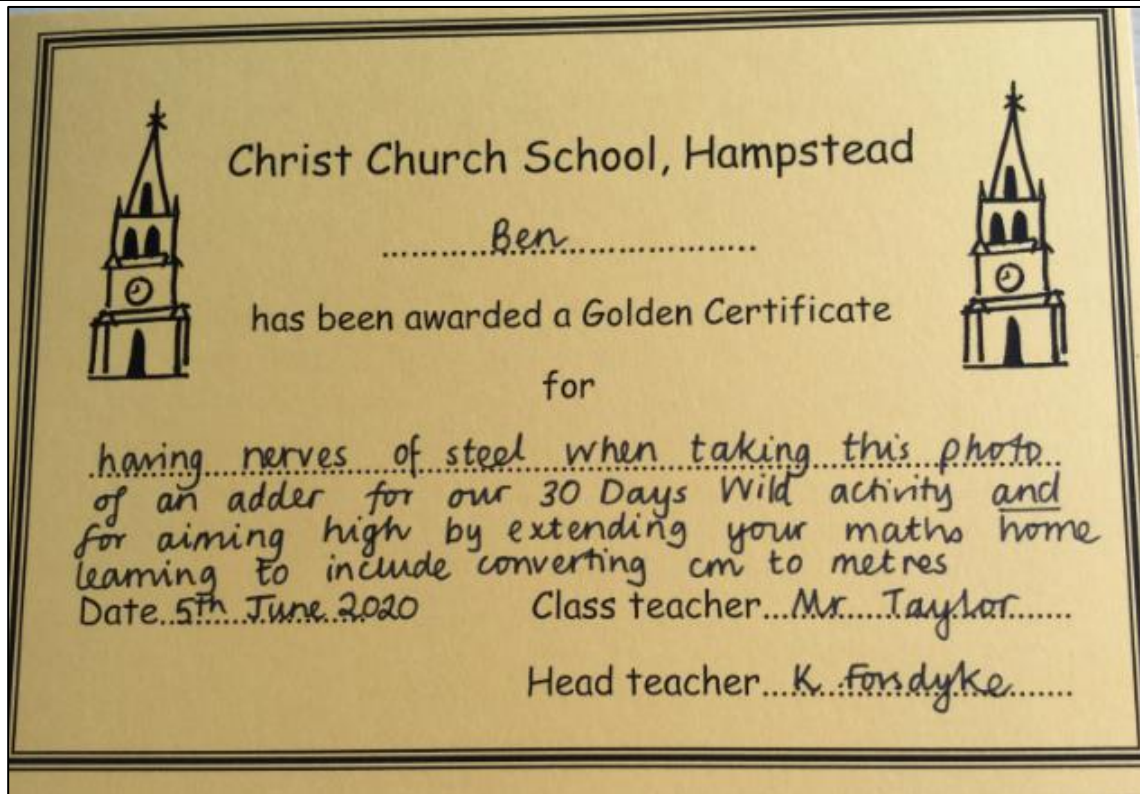 Christ Church School, Hampstead
Ben
has been awarded a Golden Certificate
for
having nerves of steel when taking this photo
of an adder for our 30 Days Wild activity and
for aiming high by extending your maths home
learning to include converting cm to metres
Date 5th June 2020 Class teacher Mr Taylor
Head teacher K Forsdyke